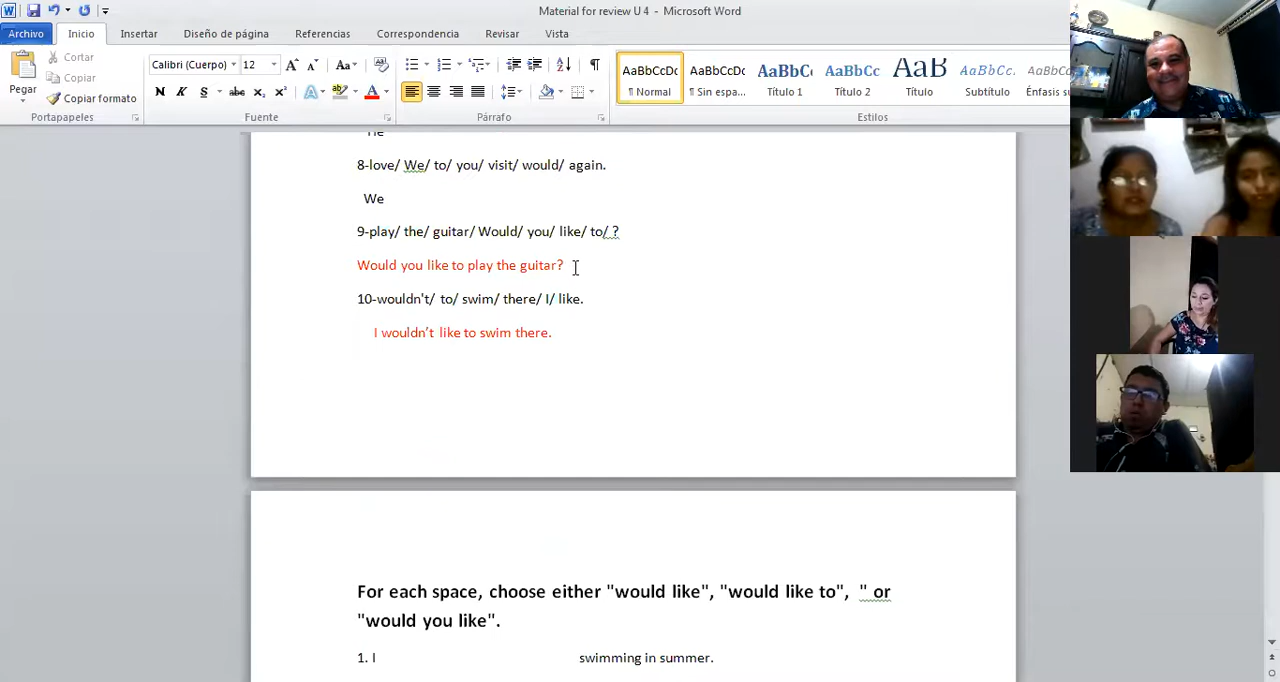 Material for review U 4 - Microsoft Word
Archivo Inicio Insertar Diseño de página Referencias Correspondencia Revisar Vista
Pegar
Cortar
Copiar
Copiar formato
Portapapeles
Calibri (Cuerpo) 12
N K S abc x₂ x²
Fuente
Párrafo
AaBbCcDc AaBbCcDc AaBbC AaBbCc AaB AaBbCc. AaBbCc
¶ Normal ¶ Sin espa... Título 1 Título 2 Título Subtítulo Énfasis su
Estilos
He
8-love/ We/ to/ you/ visit/ would/ again.
We
9-play/ the/ guitar/ Would/ you/ like/ to/ ?
Would you like to play the guitar?
10-wouldn't/ to/ swim/ there/ I/ like.
I wouldn’t like to swim there.
For each space, choose either "would like", "would like to", " or
"would you like".
1. I swimming in summer.